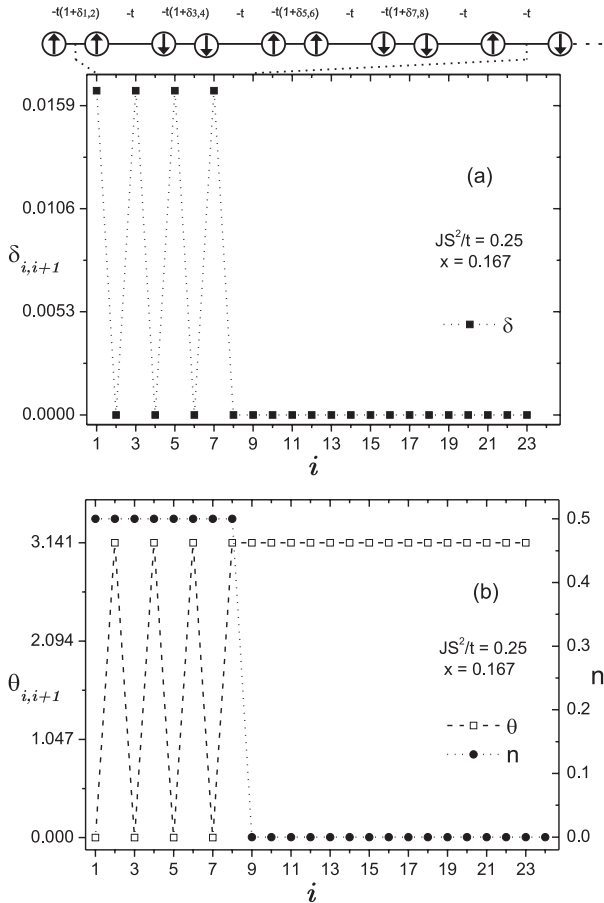 -t(1+δ1,2) -t -t(1+δ3,4) -t -t(1+δ5,6) -t -t(1+δ7,8) -t -t
0.0159
(a)
0.0106
JS²/t = 0.25
δi,i+1
x = 0.167
0.0053
δ
0.0000
1 3 5 7 9 11 13 15 17 19 21 23
i
0.5
3.141
0.4
(b)
2.094
0.3
JS²/t = 0.25
θi,i+1
x = 0.167
n
0.2
1.047
θ
n
0.1
0.000
0.0
1 3 5 7 9 11 13 15 17 19 21 23
i